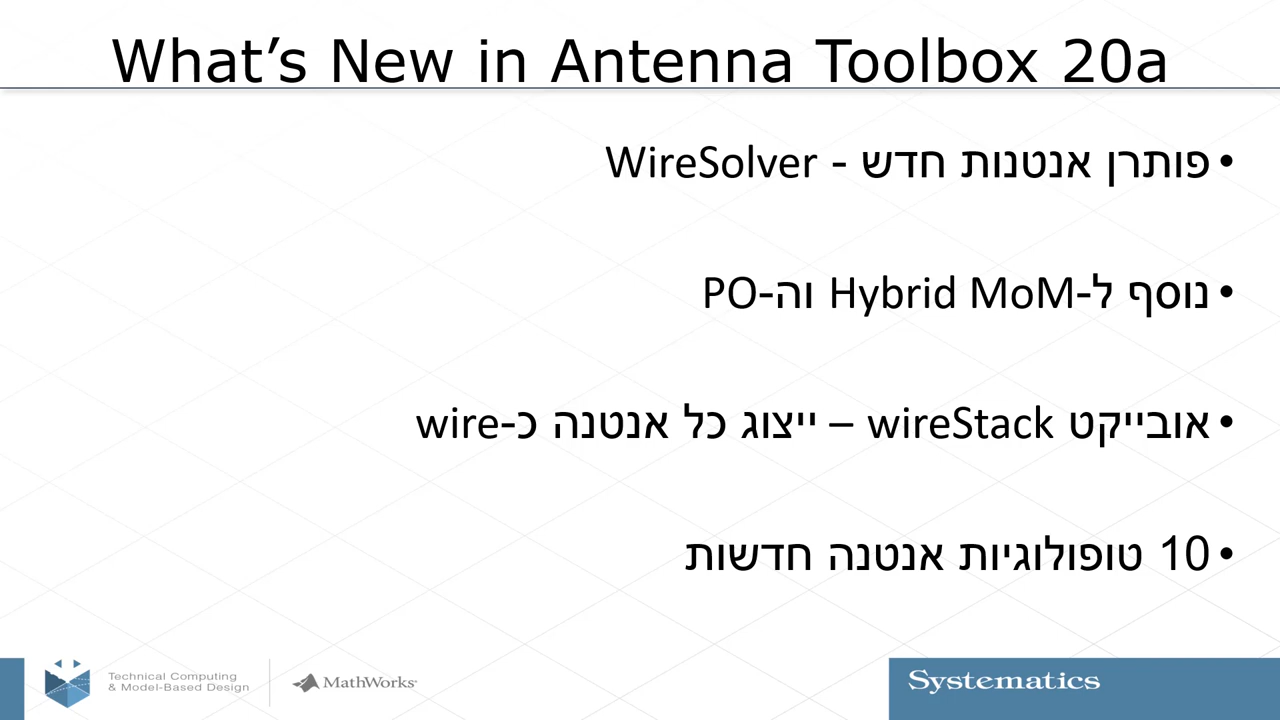 What's New in Antenna Toolbox 20a
• פותרן אנטנות חדש - WireSolver
• נוסף ל-Hybrid MoM וה-PO
• אובייקט wireStack – ייצוג כל אנטנה כ-wire
• 10 טופולוגיות אנטנה חדשות
Technical Computing
& Model-Based Design
MathWorks
Systematics